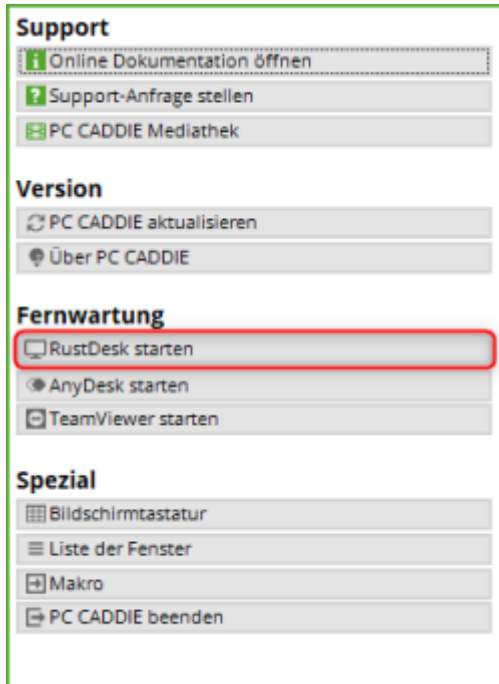 Support
Online Dokumentation öffnen
Support-Anfrage stellen
PC CADDIE Mediathek
Version
PC CADDIE aktualisieren
Über PC CADDIE
Fernwartung
RustDesk starten
AnyDesk starten
TeamViewer starten
Spezial
Bildschirmtastatur
Liste der Fenster
Makro
PC CADDIE beenden